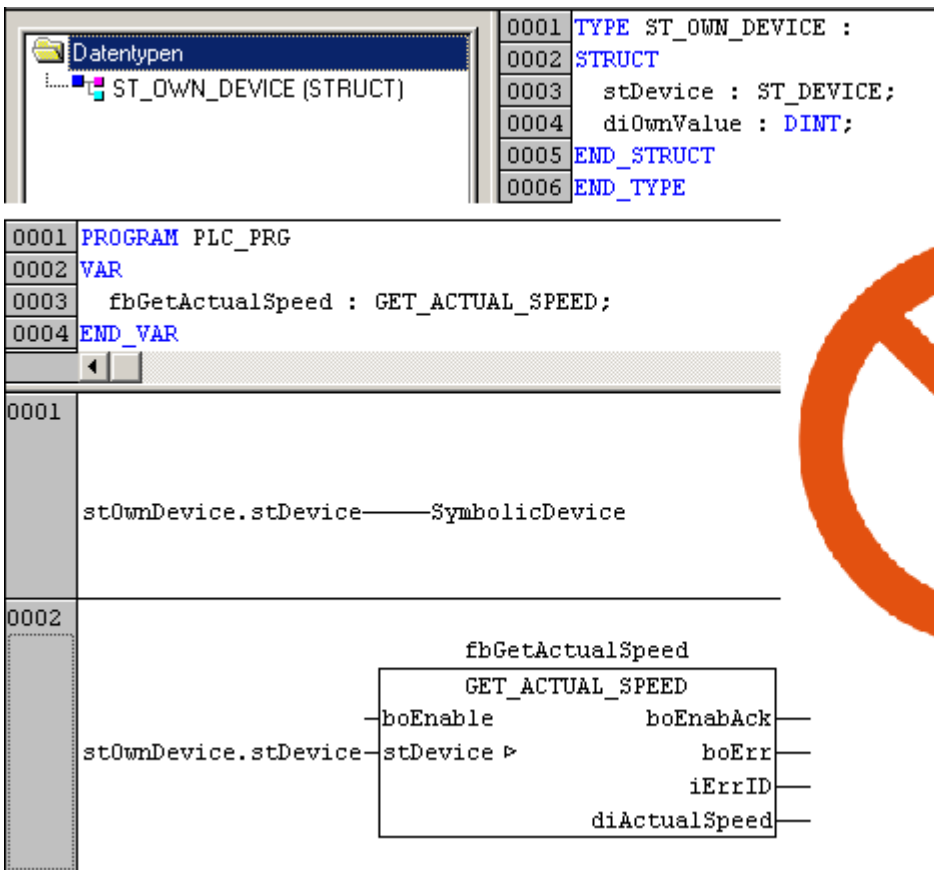 Datentypen
ST_OWN_DEVICE (STRUCT)
0001 TYPE ST_OWN_DEVICE :
0002 STRUCT
0003 stDevice : ST_DEVICE;
0004 diOwnValue : DINT;
0005 END_STRUCT
0006 END_TYPE
0001 PROGRAM PLC_PRG
0002 VAR
0003 fbGetActualSpeed : GET_ACTUAL_SPEED;
0004 END_VAR
0001
stOwnDevice.stDevice SymbolicDevice
0002
fbGetActualSpeed
GET_ACTUAL_SPEED
boEnable boEnabAck
stOwnDevice.stDevice stDevice boErr
iErrID
diActualSpeed